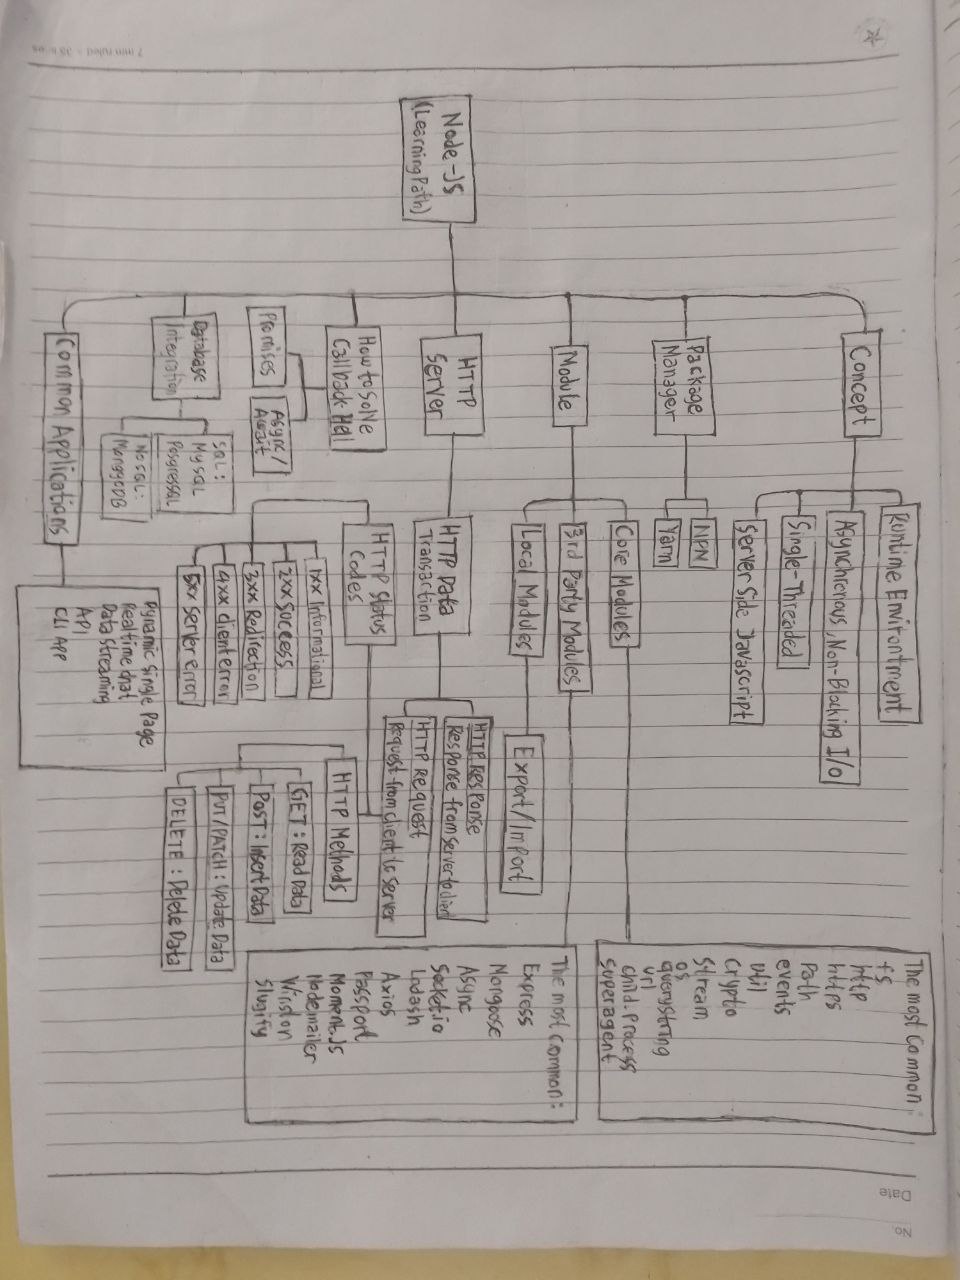 Node-JS
(Learning Path)
Concept
Runtime Environtment
Asynchronous, Non-Blocking I/O
Single-Threaded
Server Side Javascript
Package
Manager
NPN
Yarn
Module
Core Modules
The most Common :
fs
http
https
Path
events
util
Crypto
Stream
os
querystring
url
child-process
superagent
3rd Party Modules
The most Common :
Express
Mongoose
Async
Socket.io
Lodash
Axios
Passport
Moment.Js
Nodemailer
Winston
Slugify
Local Modules
Export/Import
HTTP
Server
HTTP Data
Transaction
HTTP Response
Response from server to client
HTTP Request
Request from client to server
HTTP Status
Codes
1xx Informational
2xx Success
3xx Redirection
4xx client error
5xx Server error
HTTP Methods
GET : Read Data
POST : Insert Data
PUT/PATCH : Update Data
DELETE : Delete Data
How to Solve
Callback Hell
Promises
Async/
Await
Database
Integration
SQL :
MySQL
NoSQL :
MongoDB
Common Applications
Dynamic Single Page
Realtime chat
Data Streaming
API
CLI App
No.
Date